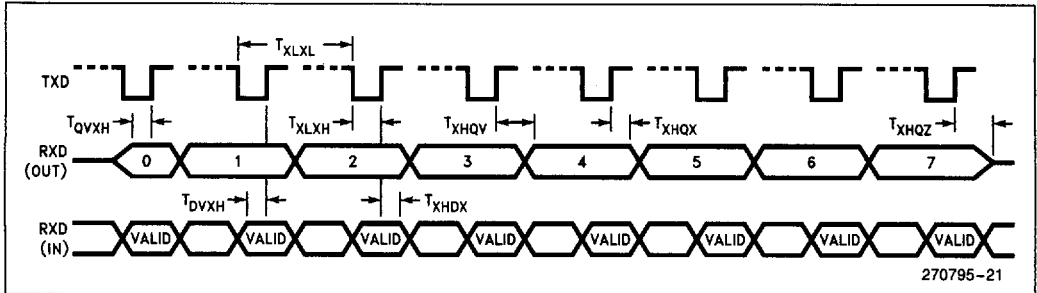 T_XLXL
TXD
T_QVXH T_XLXH T_XHQV T_XHQX T_XHQZ
RXD (OUT) 0 1 2 3 4 5 6 7
T_DVXH T_XHDX
RXD (IN) VALID VALID VALID VALID VALID VALID VALID VALID
270795-21